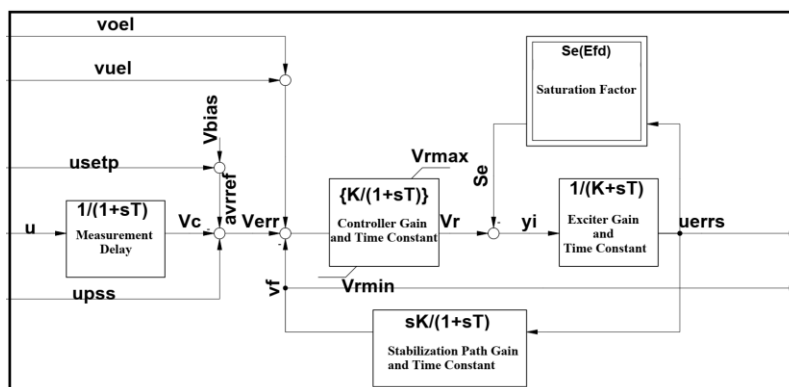 voel
vuel
Vbias
usetp
avrref
1/(1+sT)
Measurement
Delay
u
Vc
-
Verr
-
upss
vf
Vrmax
{K/(1+sT)}
Controller Gain
and Time Constant
Vrmin
Vr
-
Se
Se(Efd)
Saturation Factor
yi
1/(K+sT)
Exciter Gain
and
Time Constant
uerrs
sK/(1+sT)
Stabilization Path Gain
and Time Constant